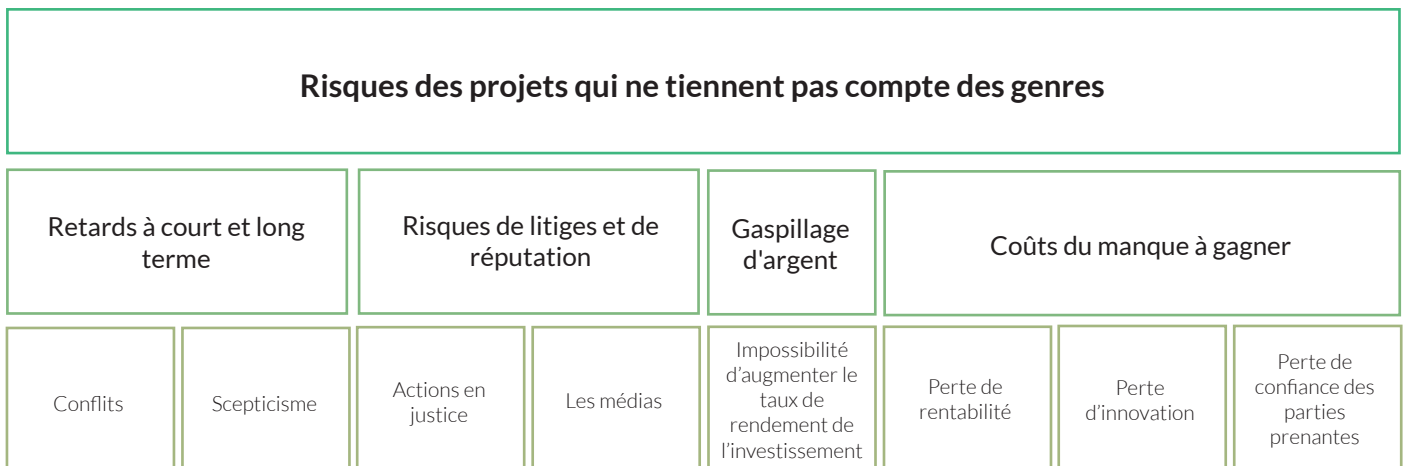 Risques des projets qui ne tiennent pas compte des genres
Retards à court et long
terme
Risques de litiges et de
réputation
Gaspillage
d'argent
Coûts du manque à gagner
Conflits
Scepticisme
Actions en
justice
Les médias
Impossibilité
d’augmenter le
taux de
rendement de
l’investissement
Perte de
rentabilité
Perte
d’innovation
Perte de
confiance des
parties
prenantes